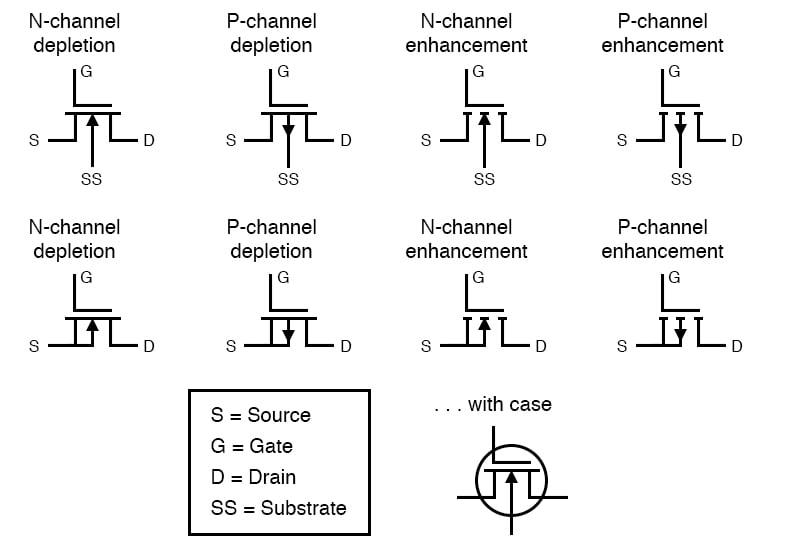 N-channel P-channel N-channel P-channel
depletion depletion enhancement enhancement
G G G G
S D S D S D S D
SS SS SS SS
N-channel P-channel N-channel P-channel
depletion depletion enhancement enhancement
G G G G
S D S D S D S D
. . . with case
S = Source
G = Gate
D = Drain
SS = Substrate